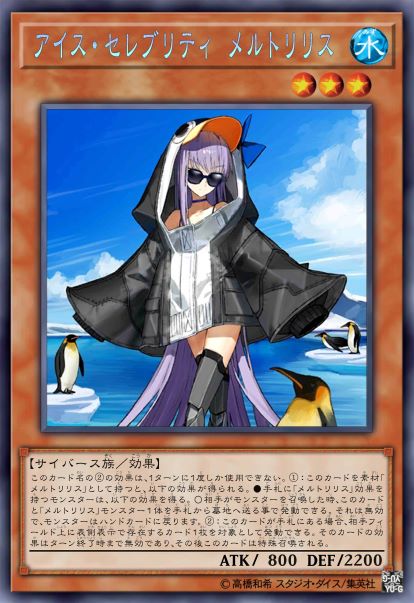 アイス・セレブリティ メルトリリス
水
【サイバース族／効果】
このカード名の②の効果は、1ターンに1度しか使用できない。①：このカードを素材「
メルトリリス」として持つと、以下の効果が得られる。●手札に「メルトリリス」効果を
持つモンスターは、以下の効果を得る。〇相手がモンスターを召喚した時、このカード
と「メルトリリス」モンスター1体を手札から墓地へ送る事で発動できる。それは無効
で、モンスターはハンドカードに戻ります。②：このカードが手札にある場合、相手フィ
ールド上に表側表示で存在するカード1枚を対象として発動できる。そのカードの効
果はターン終了時まで無効であり、その後このカードは特殊召喚される。
ATK/ 800 DEF/2200
©高橋和希 スタジオ・ダイス/集英社